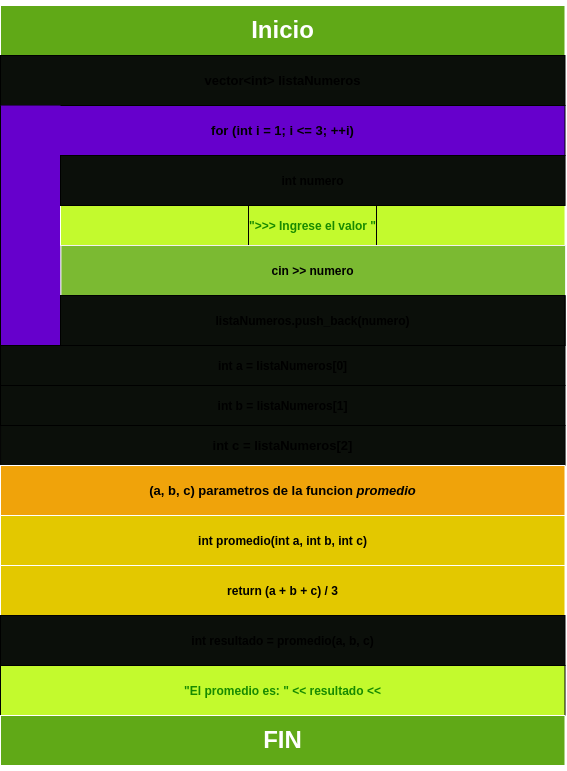 Inicio
vector<int> listaNumeros
for (int i = 1; i <= 3; ++i)
int numero
">>> Ingrese el valor "
cin >> numero
listaNumeros.push_back(numero)
int a = listaNumeros[0]
int b = listaNumeros[1]
int c = listaNumeros[2]
(a, b, c) parametros de la funcion promedio
int promedio(int a, int b, int c)
return (a + b + c) / 3
int resultado = promedio(a, b, c)
"El promedio es: " << resultado <<
FIN